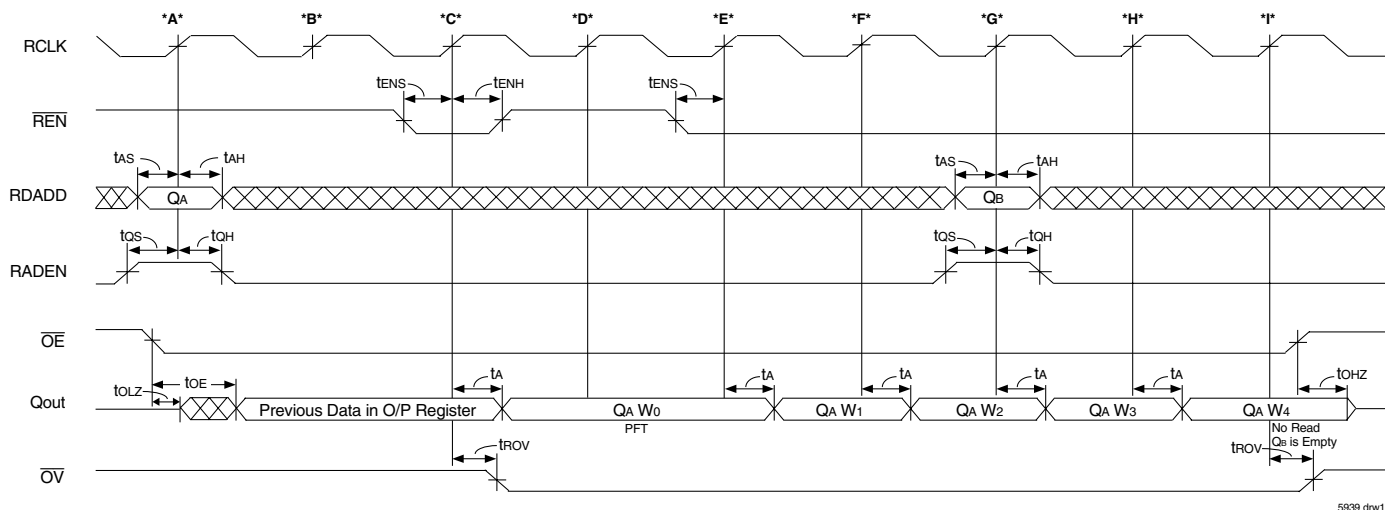 *A* *B* *C* *D* *E* *F* *G* *H* *I*
RCLK
tENS tENH tENS
REN
tAS tAH tAS tAH
RDADD QA QB
tQS tQH tQS tQH
RADEN
OE
tOLZ tOE tA tA tA tA tA tOHZ
Qout Previous Data in O/P Register QA W0 QA W1 QA W2 QA W3 QA W4
PFT
No Read
QB is Empty
tROV tROV
OV